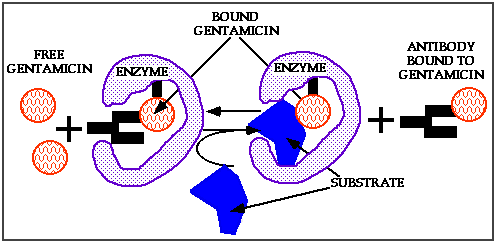 BOUND
GENTAMICIN
FREE
GENTAMICIN
ENZYME
ENZYME
ANTIBODY
BOUND TO
GENTAMICIN
SUBSTRATE